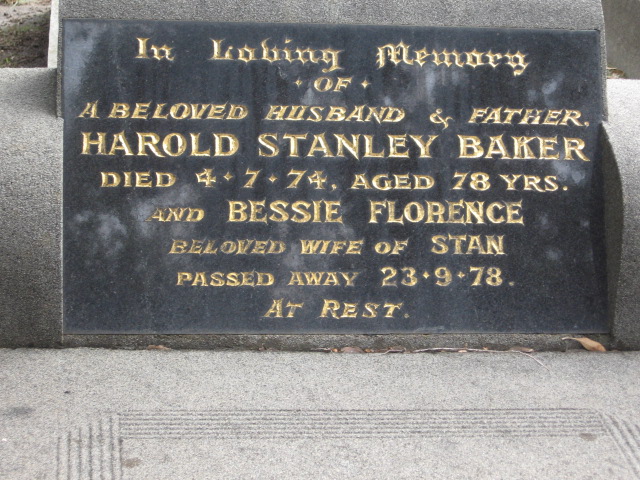 In Loving Memory
• OF •
A BELOVED HUSBAND & FATHER.
HAROLD STANLEY BAKER
DIED 4•7•74. AGED 78 YRS.
AND BESSIE FLORENCE
BELOVED WIFE OF STAN
PASSED AWAY 23•9•78.
AT REST.